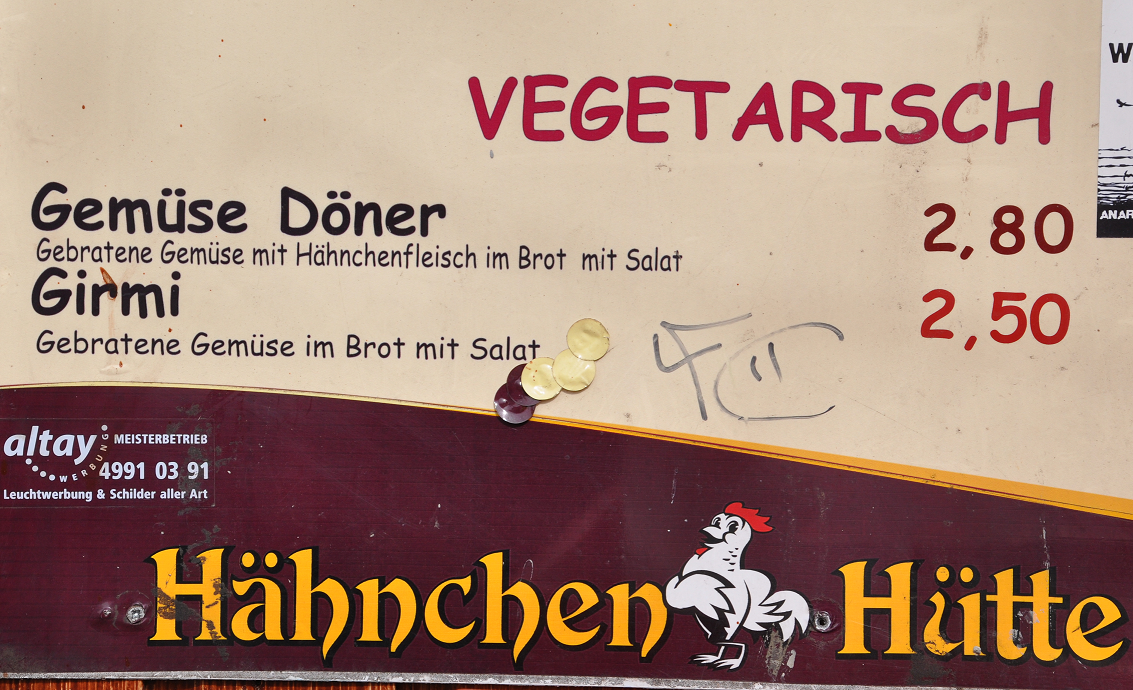 W
ANAR
VEGETARISCH
Gemüse Döner 2,80
Gebratene Gemüse mit Hähnchenfleisch im Brot mit Salat
Girmi 2,50
Gebratene Gemüse im Brot mit Salat
altay MEISTERBETRIEB
WERBUNG 4991 03 91
Leuchtwerbung & Schilder aller Art
Hähnchen Hütte